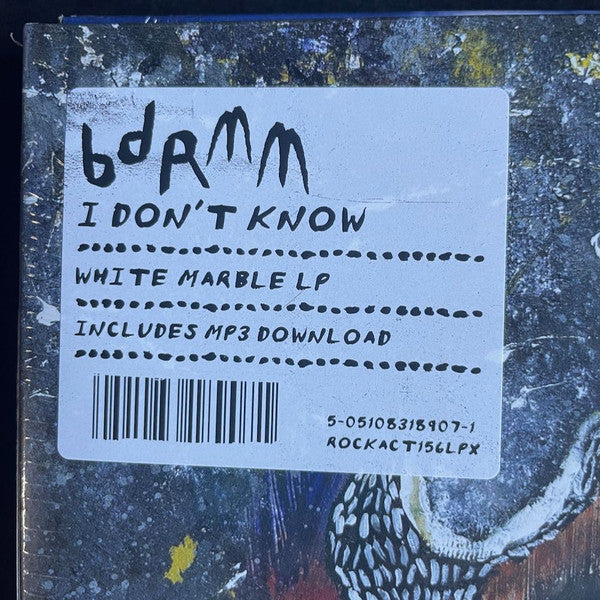 bdRMM
I DON'T KNOW
WHITE MARBLE LP
INCLUDES MP3 DOWNLOAD
5-05108318907-1
ROCKACT156LPX